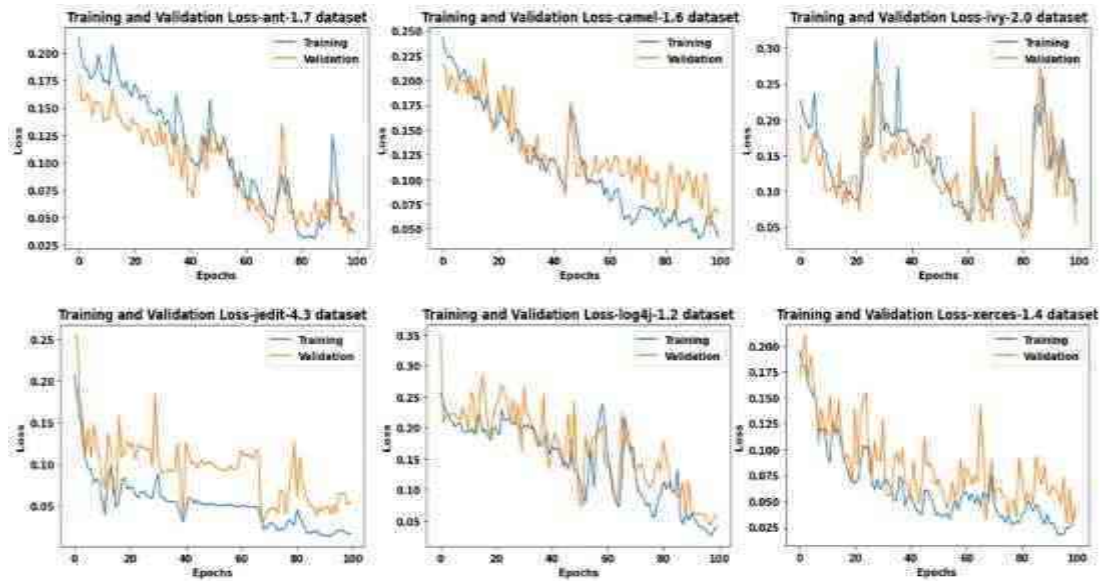 Training and Validation Loss-ant-1.7 dataset
Training
Validation
0.200
0.175
0.150
0.125
0.100
0.075
0.050
0.025
Loss
0 20 40 60 80 100
Epochs
Training and Validation Loss-camel-1.6 dataset
Training
Validation
0.250
0.225
0.200
0.175
0.150
0.125
0.100
0.075
0.050
Loss
0 20 40 60 80 100
Epochs
Training and Validation Loss-ivy-2.0 dataset
Training
Validation
0.30
0.25
0.20
0.15
0.10
0.05
Loss
0 20 40 60 80 100
Epochs
Training and Validation Loss-jedit-4.3 dataset
Training
Validation
0.25
0.20
0.15
0.10
0.05
Loss
0 20 40 60 80 100
Epochs
Training and Validation Loss-log4j-1.2 dataset
Training
Validation
0.35
0.30
0.25
0.20
0.15
0.10
0.05
Loss
0 20 40 60 80 100
Epochs
Training and Validation Loss-xerces-1.4 dataset
Training
Validation
0.200
0.175
0.150
0.125
0.100
0.075
0.050
0.025
Loss
0 20 40 60 80 100
Epochs